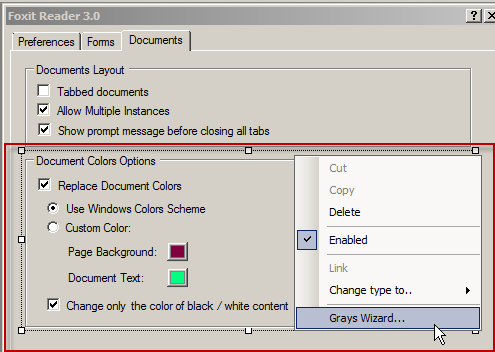 Foxit Reader 3.0
Preferences Forms Documents
Documents Layout
Tabbed documents
Allow Multiple Instances
Show prompt message before closing all tabs
Document Colors Options
Replace Document Colors
Use Windows Colors Scheme
Custom Color:
Page Background:
Document Text:
Change only the color of black / white content
Cut
Copy
Delete
Enabled
Link
Change type to..
Grays Wizard...